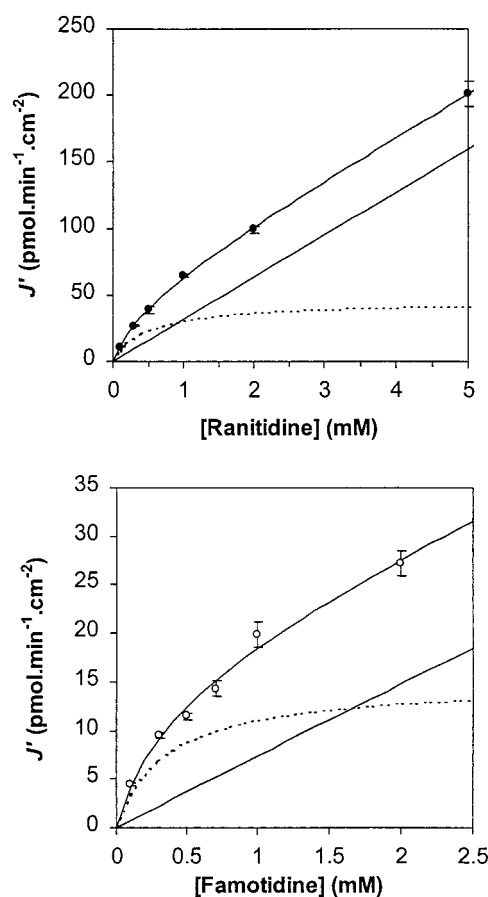 250
200
150
100
50
0
J' (pmol.min⁻¹.cm⁻²)
0 1 2 3 4 5
[Ranitidine] (mM)
35
30
25
20
15
10
5
0
J' (pmol.min⁻¹.cm⁻²)
0 0.5 1 1.5 2 2.5
[Famotidine] (mM)